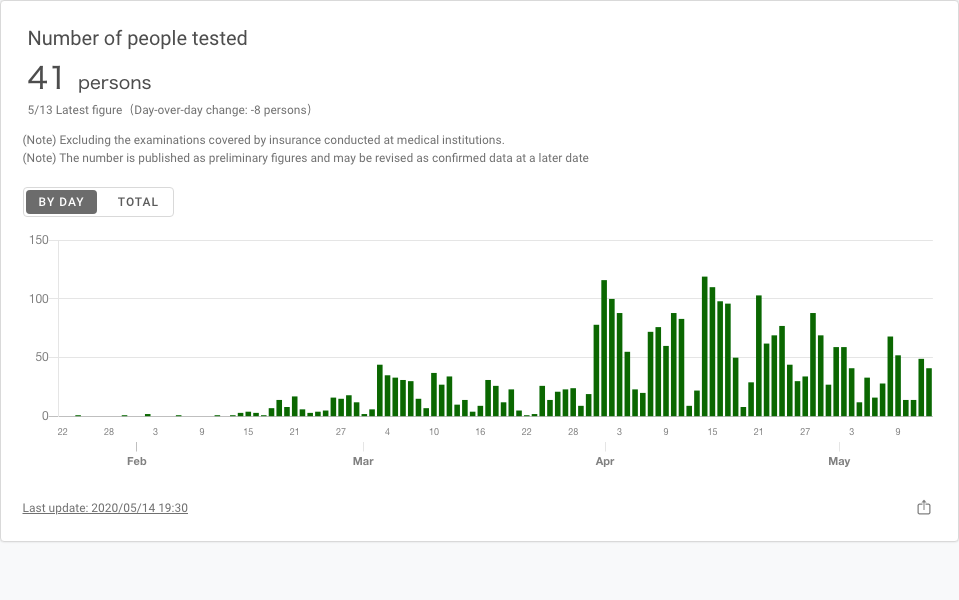 Number of people tested
41 persons
5/13 Latest figure（Day-over-day change: -8 persons）
(Note) Excluding the examinations covered by insurance conducted at medical institutions.
(Note) The number is published as preliminary figures and may be revised as confirmed data at a later date
BY DAY TOTAL
150
100
50
0
22 28 3 9 15 21 27 4 10 16 22 28 3 9 15 21 27 3 9
Feb Mar Apr May
Last update: 2020/05/14 19:30